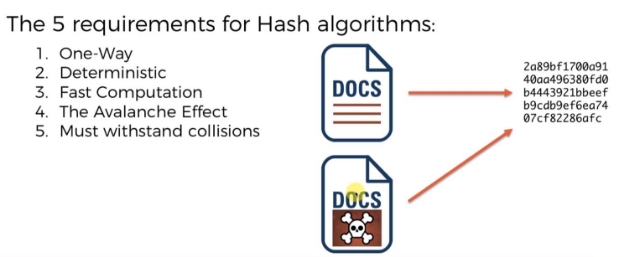 The 5 requirements for Hash algorithms:
1. One-Way
2. Deterministic
3. Fast Computation
4. The Avalanche Effect
5. Must withstand collisions
DOCS
2a89bf1700a91
40aa496380fd0
b4443921bbeef
b9cdb9ef6ea74
07cf82286afc
DOCS